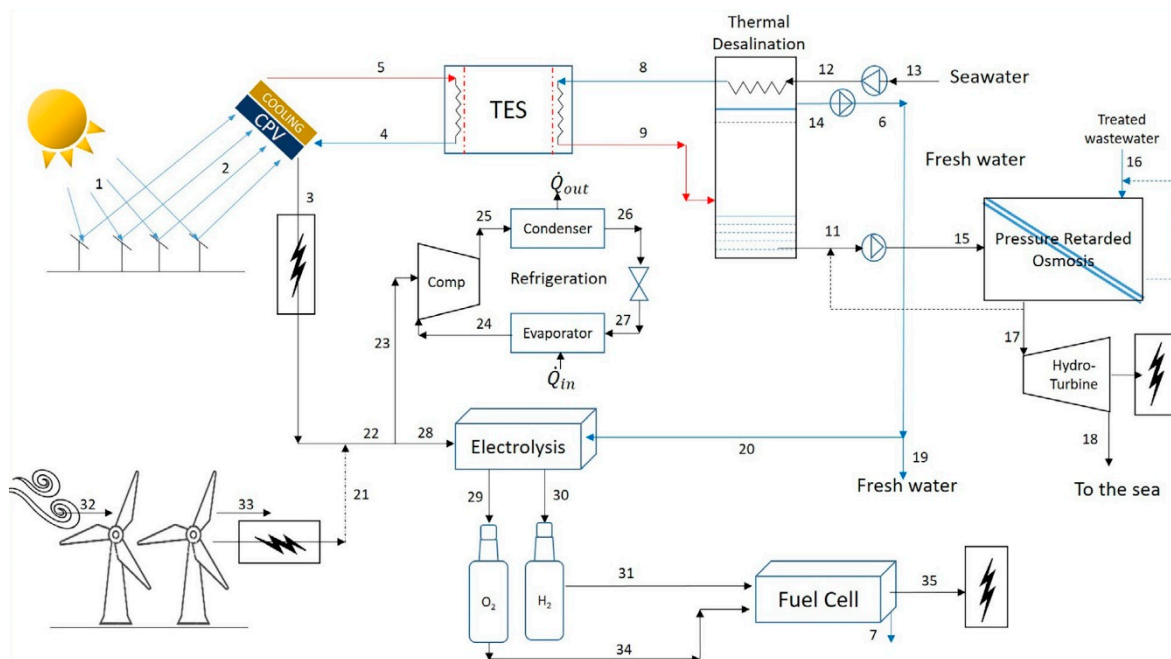 Thermal
Desalination
5
8
12
13
Seawater
COOLING
CPV
TES
14
6
4
9
Treated
wastewater
16
1
2
3
Fresh water
Q̇out
25
26
Condenser
11
15
Pressure Retarded
Osmosis
Comp
Refrigeration
24
27
Evaporator
17
23
Q̇in
Hydro-
Turbine
22
28
Electrolysis
20
19
18
Fresh water
To the sea
32
33
21
29
30
31
35
O2
H2
Fuel Cell
7
34